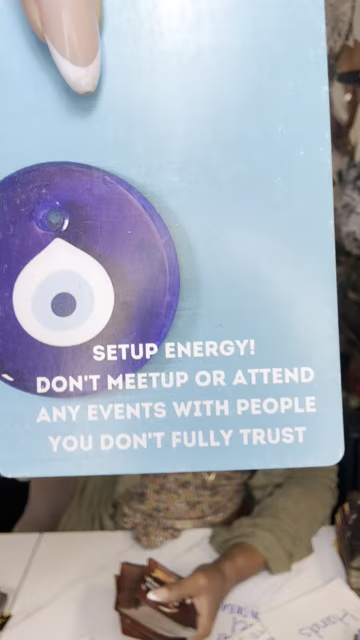 SETUP ENERGY!
DON'T MEETUP OR ATTEND
ANY EVENTS WITH PEOPLE
YOU DON'T FULLY TRUST